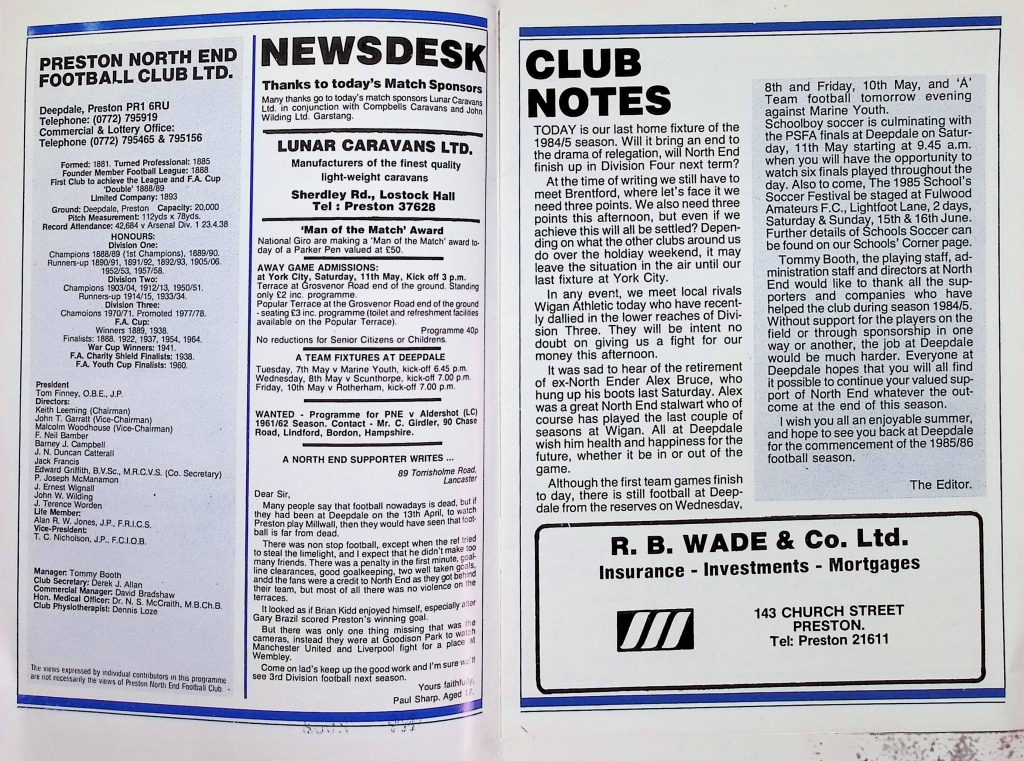 PRESTON NORTH END
FOOTBALL CLUB LTD.
Deepdale, Preston PR1 6RU
Telephone: (0772) 795919
Commercial & Lottery Office:
Telephone (0772) 795465 & 795156
Formed: 1881. Turned Professional: 1885
Founder Member Football League: 1888
First Club to achieve the League and F.A. Cup
'Double' 1888/89
Limited Company: 1893
Ground: Deepdale, Preston Capacity: 20,000
Pitch Measurement: 112yds x 78yds.
Record Attendance: 42,684 v Arsenal Div. 1 23.4.38
HONOURS:
Division One:
Champions 1888/89 (1st Champions), 1889/90.
Runners-up 1890/91, 1891/92, 1892/93, 1905/06.
1952/53, 1957/58.
Division Two:
Champions 1903/04, 1912/13, 1950/51.
Runners-up 1914/15, 1933/34.
Division Three:
Chamions 1970/71. Promoted 1977/78.
F.A. Cup:
Winners 1889, 1938.
Finalists: 1888. 1922, 1937, 1954, 1964.
War Cup Winners: 1941.
F.A. Charity Shield Finalists: 1938.
F.A. Youth Cup Finalists: 1960.
President
Tom Finney, O.B.E., J.P.
Directors:
Keith Leeming (Chairman)
John T. Garratt (Vice-Chairman)
Malcolm Woodhouse (Vice-Chairman)
F. Neil Bamber
Barney J. Campbell
J. N. Duncan Catterall
Jack Francis
Edward Griffith, B.V.Sc., M.R.C.V.S. (Co. Secretary)
P. Joseph McManamon
J. Ernest Wignall
John W. Wilding
J. Terence Worden
Life Member:
Alan R. W. Jones, J.P., F.R.I.C.S.
Vice-President:
T. C. Nicholson, J.P., F.C.I.O.B.
Manager: Tommy Booth
Club Secretary: Derek J. Allan
Commercial Manager: David Bradshaw
Hon. Medical Officer: Dr. N. S. McCraith, M.B.Ch.B.
Club Physiotherapist: Dennis Loze
The views expressed by individual contributors in this programme
are not necessarily the views of Preston North End Football Club
NEWSDESK
Thanks to today's Match Sponsors
Many thanks go to today's match sponsors Lunar Caravans
Ltd. in conjunction with Compbells Caravans and John
Wilding Ltd. Garstang.
LUNAR CARAVANS LTD.
Manufacturers of the finest quality
light-weight caravans
Sherdley Rd., Lostock Hall
Tel : Preston 37628
'Man of the Match' Award
National Giro are making a 'Man of the Match' award to-
day of a Parker Pen valued at £50.
AWAY GAME ADMISSIONS:
at York City, Saturday, 11th May, Kick off 3 p.m.
Terrace at Grosvenor Road end of the ground. Standing
only £2 inc. programme.
Popular Terrace at the Grosvenor Road end of the ground
- seating £3 inc. programme (toilet and refreshment facilities
available on the Popular Terrace).
Programme 40p
No reductions for Senior Citizens or Childrens.
A TEAM FIXTURES AT DEEPDALE
Tuesday, 7th May v Marine Youth, kick-off 6.45 p.m.
Wednesday, 8th May v Scunthorpe, kick-off 7.00 p.m.
Friday, 10th May v Rotherham, kick-off 7.00 p.m.
WANTED - Programme for PNE v Aldershot (LC)
1961/62 Season. Contact - Mr. C. Girdler, 90 Chase
Road, Lindford, Bordon, Hampshire.
A NORTH END SUPPORTER WRITES ...
89 Torrisholme Road,
Lancaster
Dear Sir,
Many people say that football nowadays is dead, but if
they had been at Deepdale on the 13th April, to watch
Preston play Millwall, then they would have seen that foot-
ball is far from dead.
There was non stop football, except when the ref tried
to steal the limelight, and I expect that he didn't make too
many friends. There was a penalty in the first minute, goal-
line clearances, good goalkeeping, two well taken goals,
and the fans were a credit to North End as they got behind
their team, but most of all there was no violence on the
terraces.
It looked as if Brian Kidd enjoyed himself, especially after
Gary Brazil scored Preston's winning goal.
But there was only one thing missing that was the
cameras, instead they were at Goodison Park to watch
Manchester United and Liverpool fight for a place at
Wembley.
Come on lad's keep up the good work and I'm sure we'll
see 3rd Division football next season.
Yours faithfully,
Paul Sharp. Aged 17.
CLUB
NOTES
TODAY is our last home fixture of the
1984/5 season. Will it bring an end to
the drama of relegation, will North End
finish up in Division Four next term?
At the time of writing we still have to
meet Brentford, where let's face it we
need three points. We also need three
points this afternoon, but even if we
achieve this will all be settled? Depen-
ding on what the other clubs around us
do over the holdiay weekend, it may
leave the situation in the air until our
last fixture at York City.
In any event, we meet local rivals
Wigan Athletic today who have recent-
ly dallied in the lower reaches of Divi-
sion Three. They will be intent no
doubt on giving us a fight for our
money this afternoon.
It was sad to hear of the retirement
of ex-North Ender Alex Bruce, who
hung up his boots last Saturday. Alex
was a great North End stalwart who of
course has played the last couple of
seasons at Wigan. All at Deepdale
wish him health and happiness for the
future, whether it be in or out of the
game.
Although the first team games finish
to day, there is still football at Deep-
dale from the reserves on Wednesday,
8th and Friday, 10th May, and 'A'
Team football tomorrow evening
against Marine Youth.
Schoolboy soccer is culminating with
the PSFA finals at Deepdale on Satur-
day, 11th May starting at 9.45 a.m.
when you will have the opportunity to
watch six finals played throughout the
day. Also to come, The 1985 School's
Soccer Festival be staged at Fulwood
Amateurs F.C., Lightfoot Lane, 2 days,
Saturday & Sunday, 15th & 16th June.
Further details of Schools Soccer can
be found on our Schools' Corner page.
Tommy Booth, the playing staff, ad-
ministration staff and directors at North
End would like to thank all the sup-
porters and companies who have
helped the club during season 1984/5.
Without support for the players on the
field or through sponsorship in one
way or another, the job at Deepdale
would be much harder. Everyone at
Deepdale hopes that you will all find
it possible to continue your valued sup-
port of North End whatever the out-
come at the end of this season.
I wish you all an enjoyable summer,
and hope to see you back at Deepdale
for the commencement of the 1985/86
football season.
The Editor.
R. B. WADE & Co. Ltd.
Insurance - Investments - Mortgages
143 CHURCH STREET
PRESTON.
Tel: Preston 21611